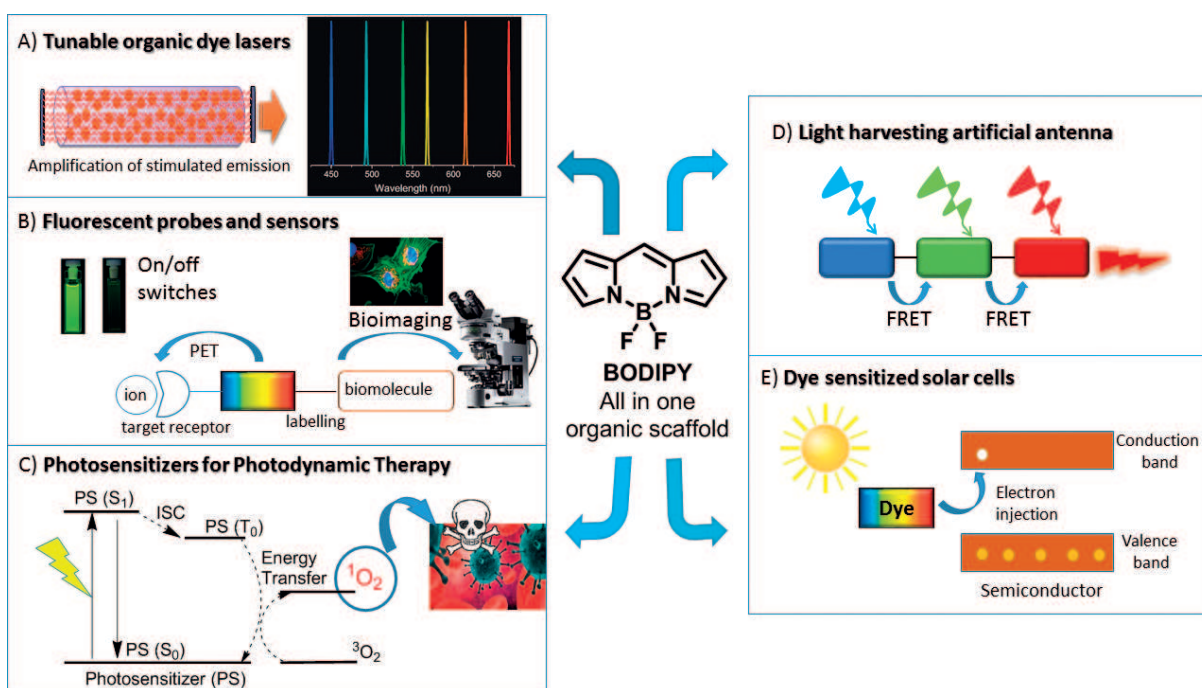 A) Tunable organic dye lasers
Amplification of stimulated emission
450 500 550 600 650
Wavelength (nm)
B) Fluorescent probes and sensors
On/off
switches
Bioimaging
PET
ion
target receptor
labelling
biomolecule
C) Photosensitizers for Photodynamic Therapy
PS (S₁)
ISC
PS (T₀)
Energy
Transfer
¹O₂
PS (S₀)
³O₂
Photosensitizer (PS)
N N
B
F F
BODIPY
All in one
organic scaffold
D) Light harvesting artificial antenna
FRET FRET
E) Dye sensitized solar cells
Conduction
band
Dye
Electron
injection
Valence
band
Semiconductor